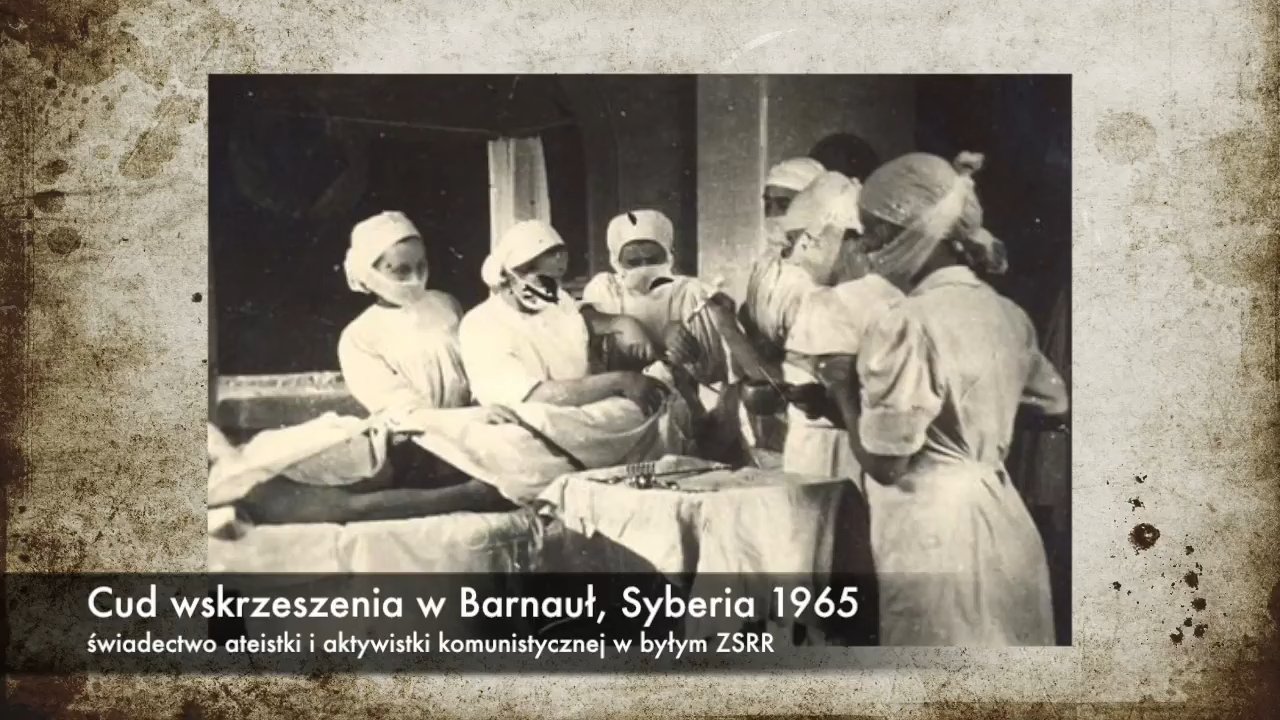 Cud wskrzeszenia w Barnauł, Syberia 1965
świadectwo ateistki i aktywistki komunistycznej w byłym ZSRR